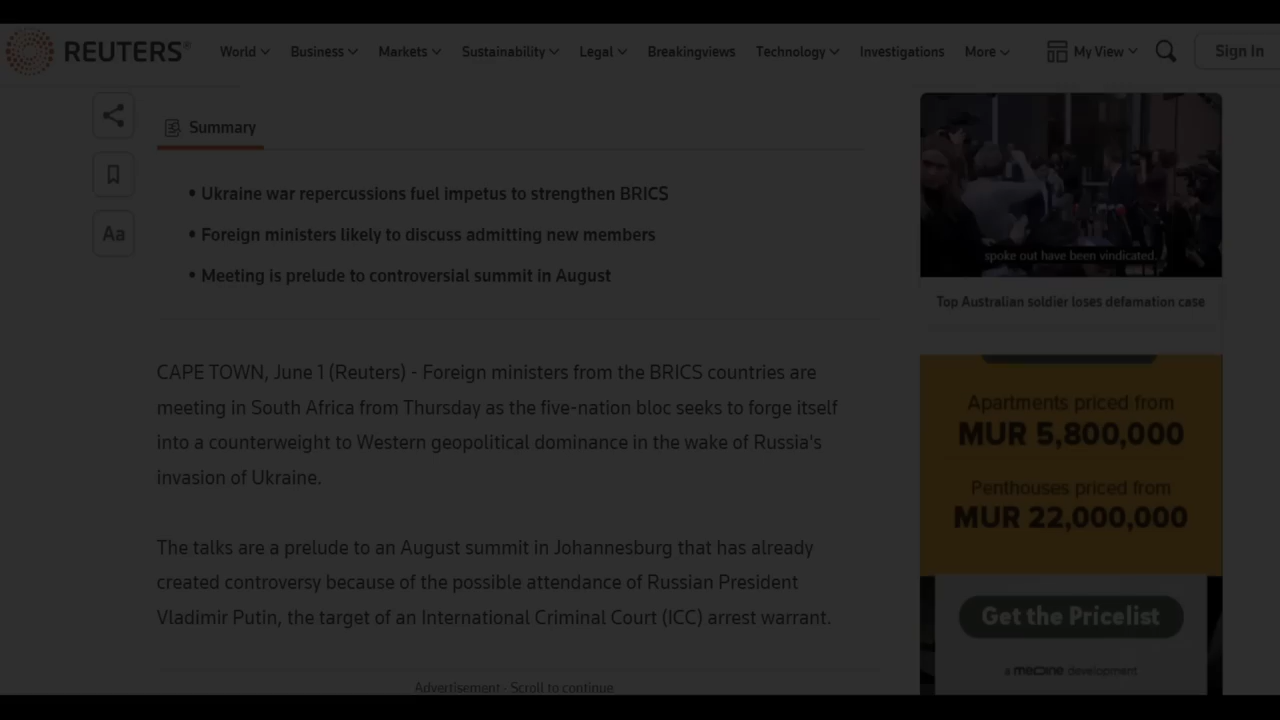 REUTERS®
World
Business
Markets
Sustainability
Legal
Breakingviews
Technology
Investigations
More
My View
Sign In
Summary
Aa
• Ukraine war repercussions fuel impetus to strengthen BRICS
• Foreign ministers likely to discuss admitting new members
• Meeting is prelude to controversial summit in August
CAPE TOWN, June 1 (Reuters) - Foreign ministers from the BRICS countries are
meeting in South Africa from Thursday as the five-nation bloc seeks to forge itself
into a counterweight to Western geopolitical dominance in the wake of Russia's
invasion of Ukraine.
The talks are a prelude to an August summit in Johannesburg that has already
created controversy because of the possible attendance of Russian President
Vladimir Putin, the target of an International Criminal Court (ICC) arrest warrant.
Advertisement · Scroll to continue
spoke out have been vindicated.
Top Australian soldier loses defamation case
Apartments priced from
MUR 5,800,000
Penthouses priced from
MUR 22,000,000
Get the Pricelist
a mecine development